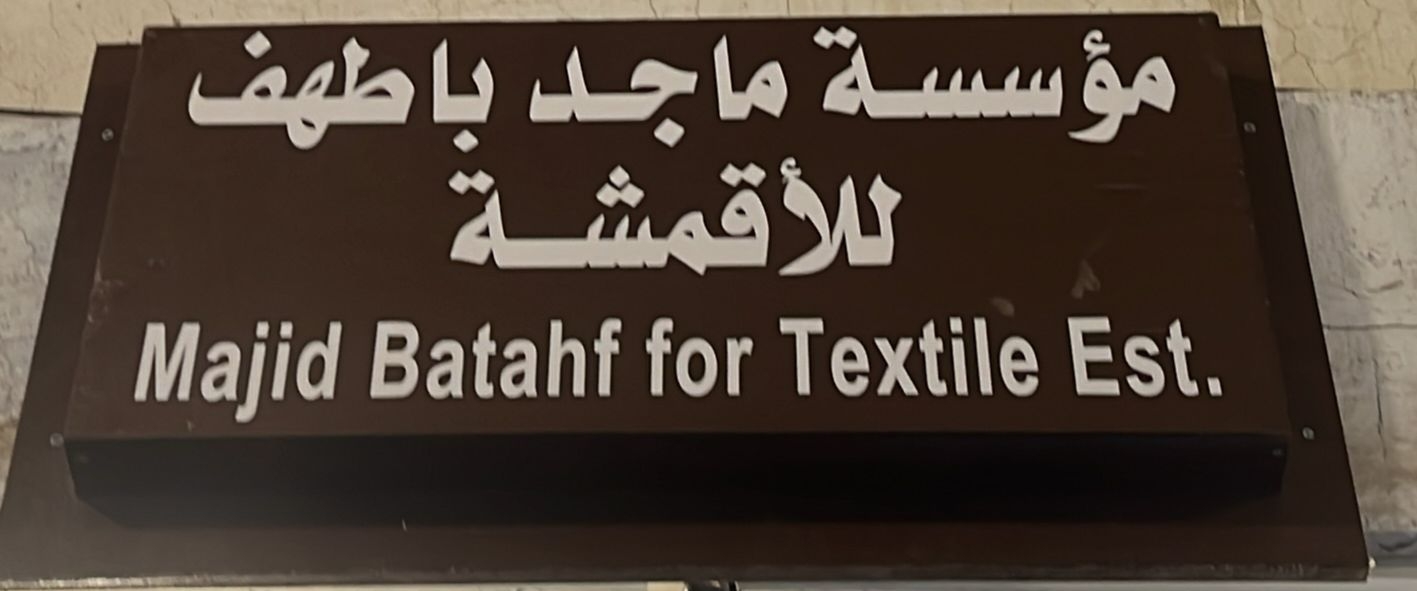 مؤسسة ماجد باطهف
للأقمشة
Majid Batahf for Textile Est.